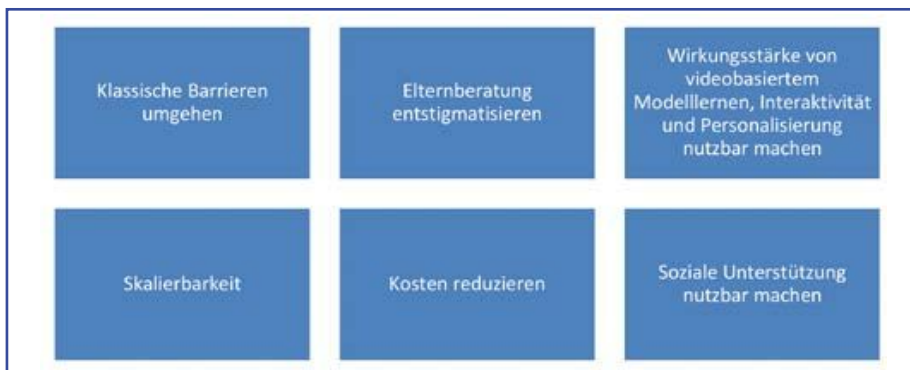 Klassische Barrieren
umgehen
Elternberatung
entstigmatisieren
Wirkungsstärke von
videobasiertem
Modelllernen, Interaktivität
und Personalisierung
nutzbar machen
Skalierbarkeit
Kosten reduzieren
Soziale Unterstützung
nutzbar machen